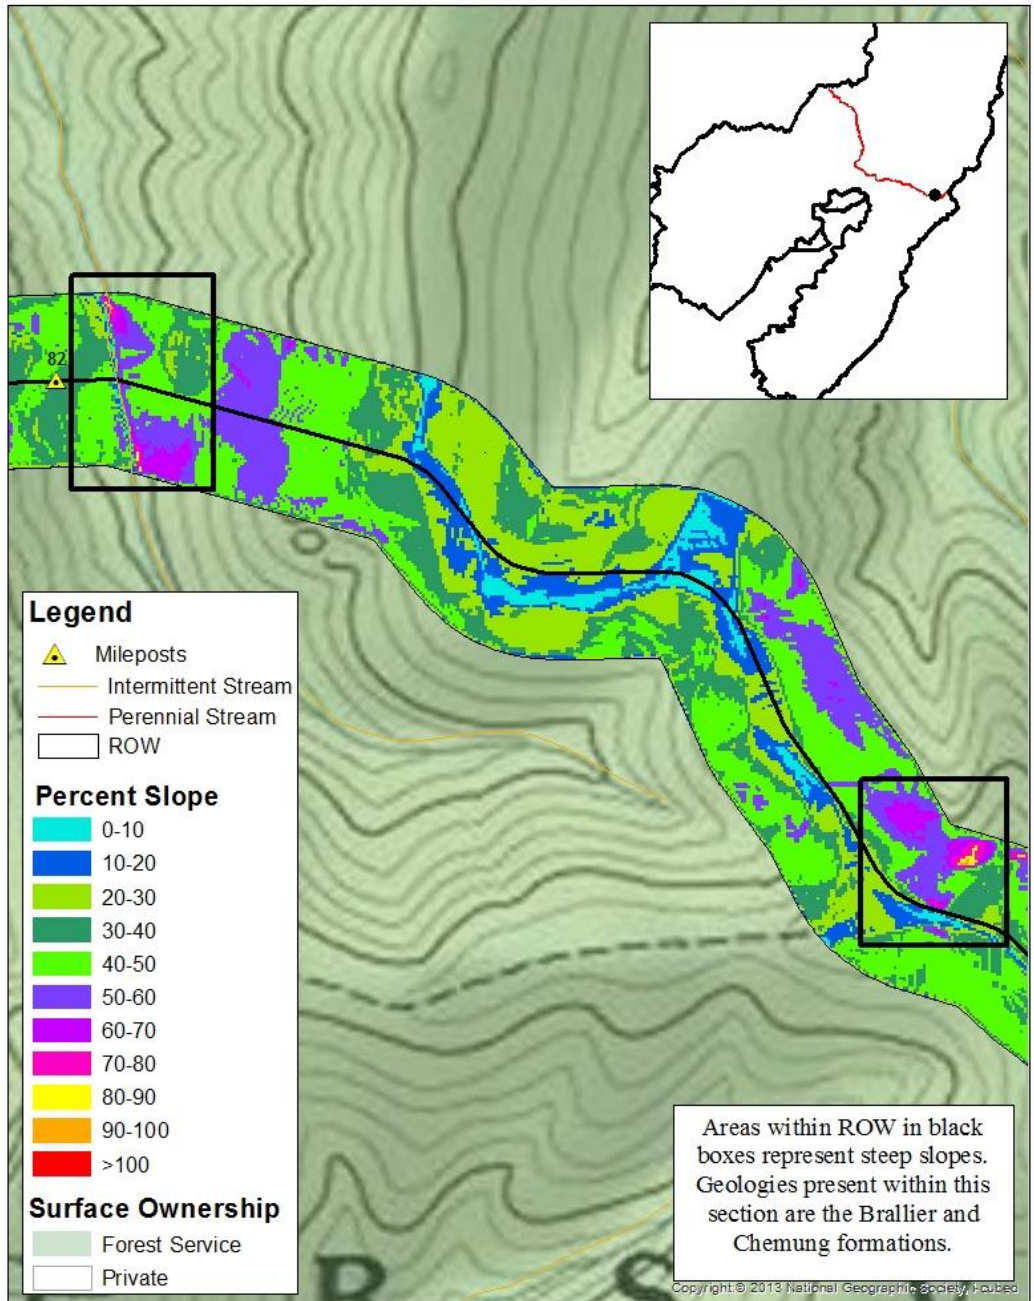 82
Legend
Mileposts
Intermittent Stream
Perennial Stream
ROW
Percent Slope
0-10
10-20
20-30
30-40
40-50
50-60
60-70
70-80
80-90
90-100
>100
Surface Ownership
Forest Service
Private
R S
Areas within ROW in black
boxes represent steep slopes.
Geologies present within this
section are the Brallier and
Chemung formations.
Copyright:© 2013 National Geographic Society, i-cubed